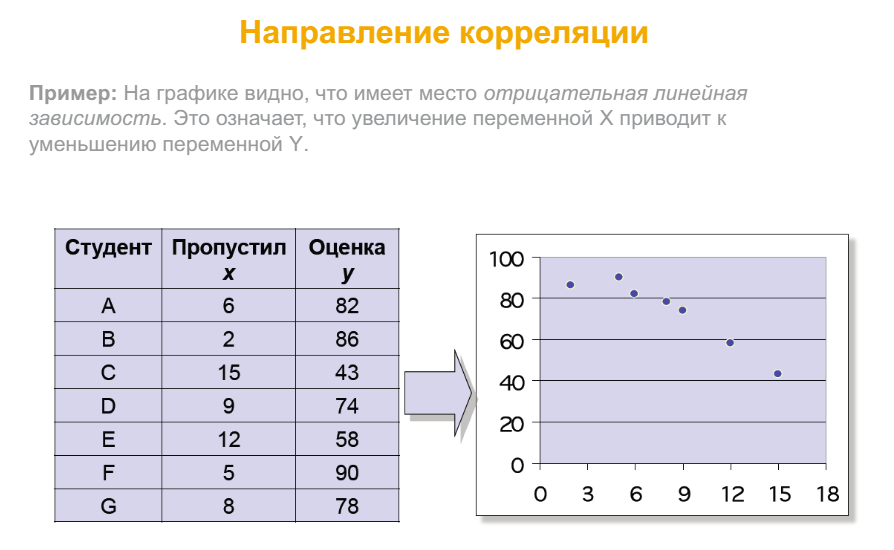 Направление корреляции
Пример: На графике видно, что имеет место отрицательная линейная
зависимость. Это означает, что увеличение переменной X приводит к
уменьшению переменной Y.
Студент Пропустил x Оценка y
A 6 82
B 2 86
C 15 43
D 9 74
E 12 58
F 5 90
G 8 78
100
80
60
40
20
0
0 3 6 9 12 15 18